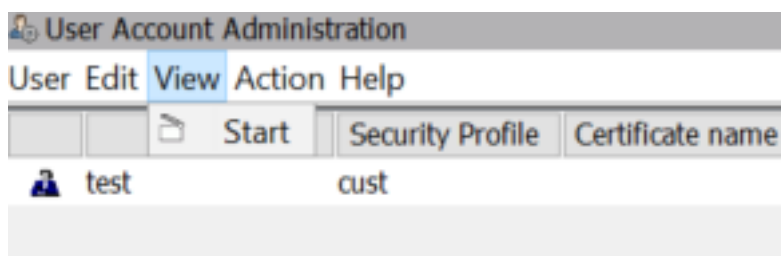 User Account Administration
User Edit View Action Help
Start Security Profile Certificate name
test cust